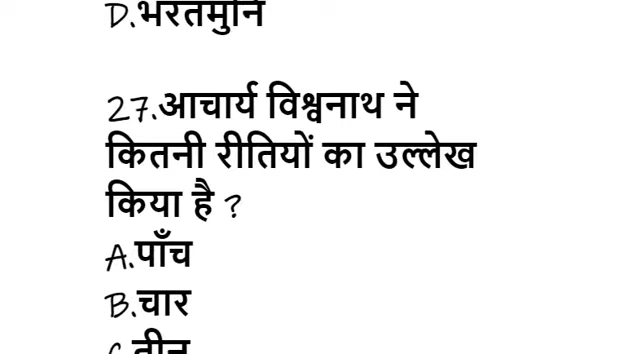 D.भरतमुनि
27.आचार्य विश्वनाथ ने
कितनी रीतियों का उल्लेख
किया है ?
A.पाँच
B.चार
C.तीन